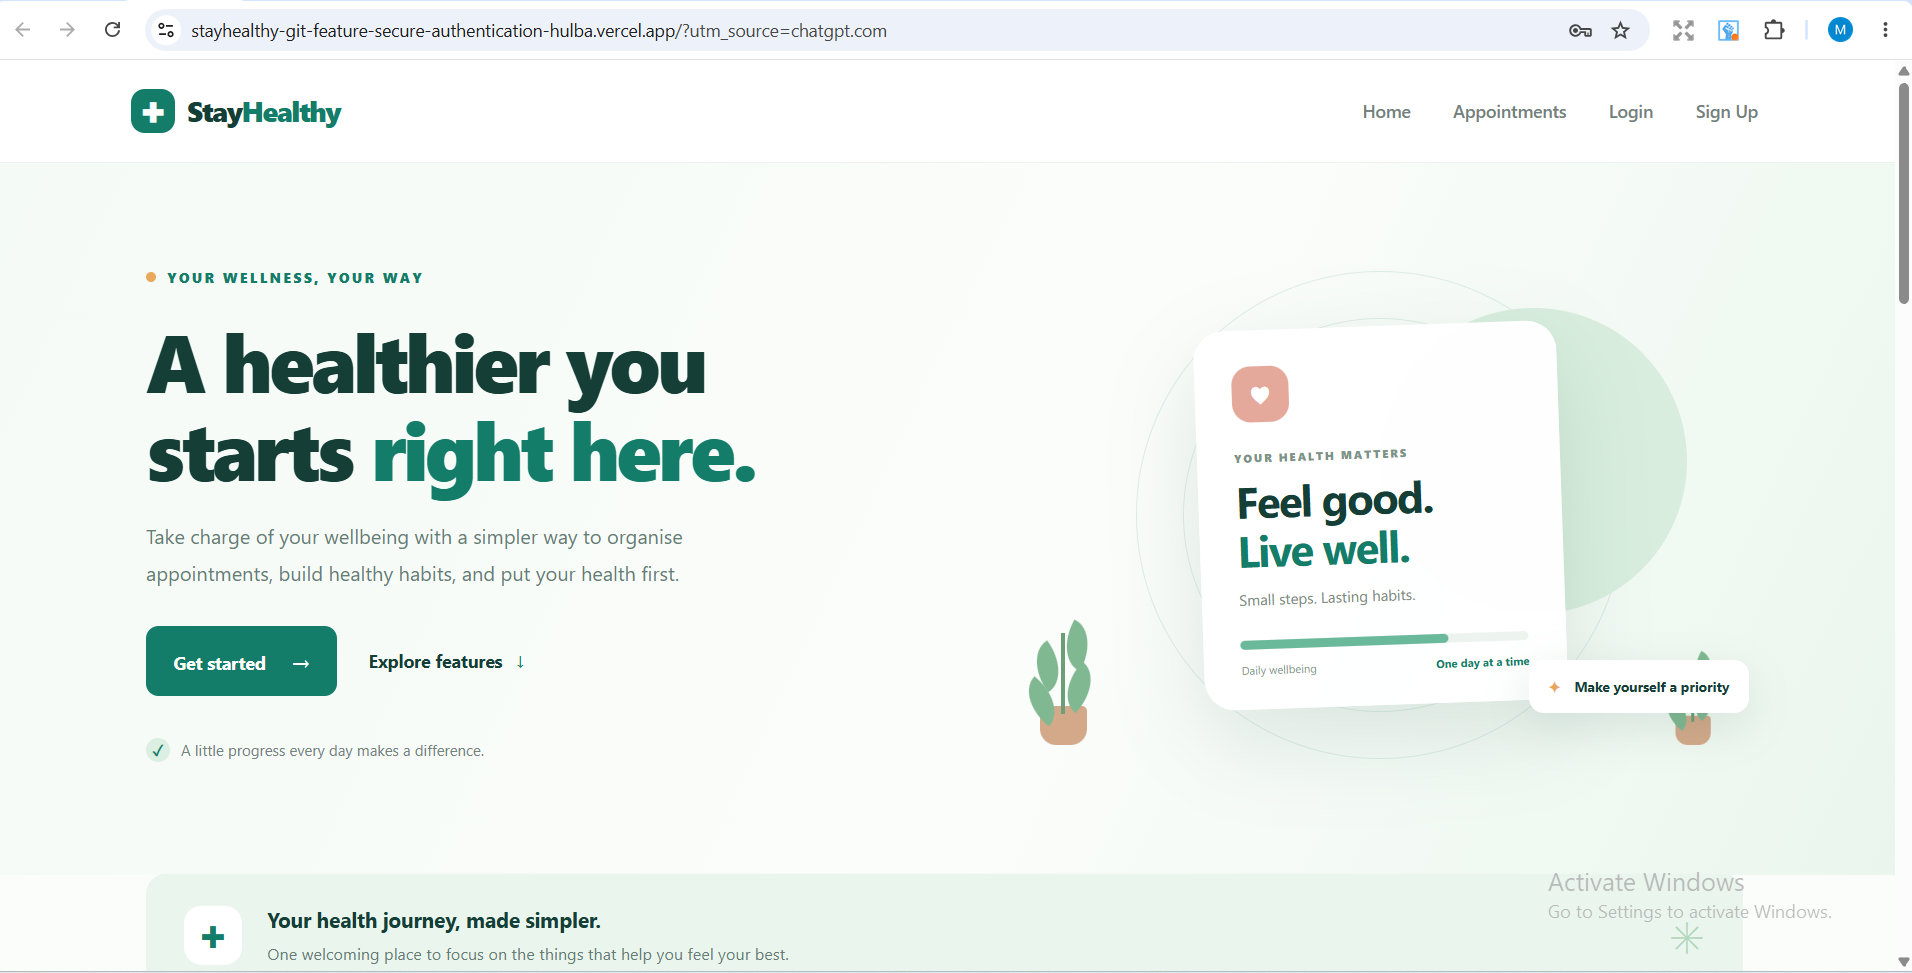 stayhealthy-git-feature-secure-authentication-hulba.vercel.app/?utm_source=chatgpt.com
M
StayHealthy
Home Appointments Login Sign Up
YOUR WELLNESS, YOUR WAY
A healthier you
starts right here.
Take charge of your wellbeing with a simpler way to organise
appointments, build healthy habits, and put your health first.
Get started →
Explore features ↓
✓ A little progress every day makes a difference.
YOUR HEALTH MATTERS
Feel good.
Live well.
Small steps. Lasting habits.
Daily wellbeing One day at a time
Make yourself a priority
Your health journey, made simpler.
One welcoming place to focus on the things that help you feel your best.
Activate Windows
Go to Settings to activate Windows.